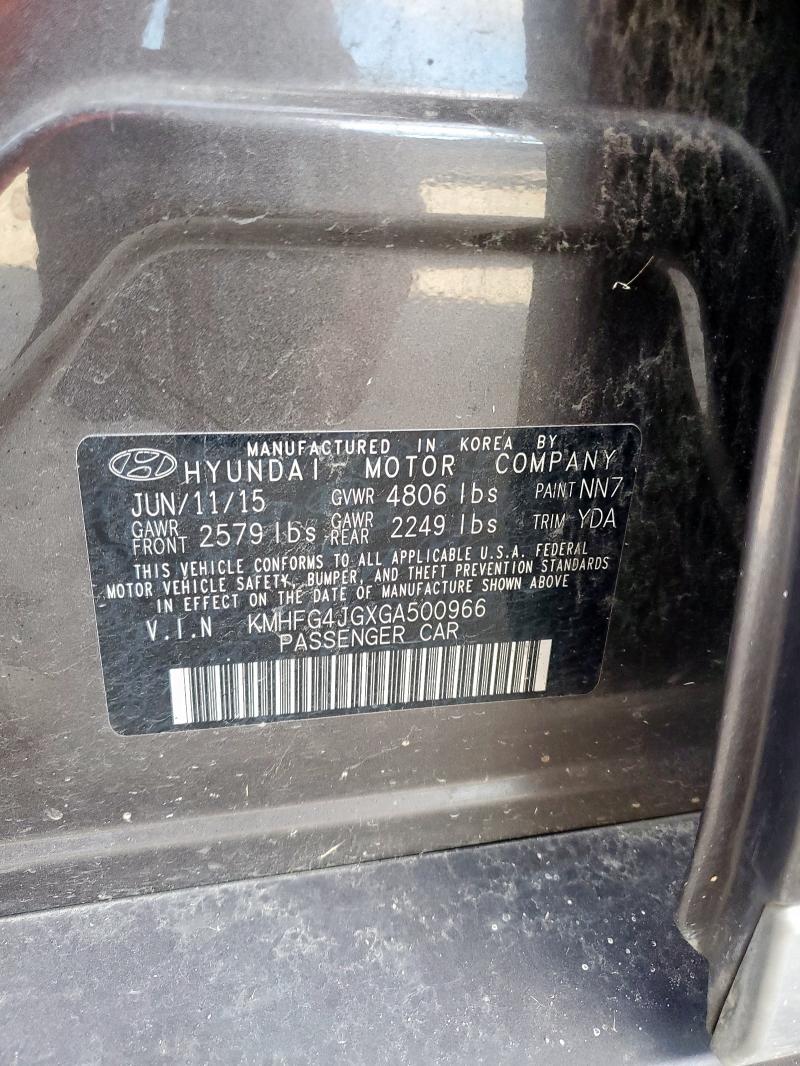 MANUFACTURED IN KOREA BY
HYUNDAI MOTOR COMPANY
JUN/11/15 GVWR 4806 lbs PAINT NN7
GAWR FRONT 2579 lbs GAWR REAR 2249 lbs TRIM YDA
THIS VEHICLE CONFORMS TO ALL APPLICABLE U.S.A. FEDERAL
MOTOR VEHICLE SAFETY, BUMPER, AND THEFT PREVENTION STANDARDS
IN EFFECT ON THE DATE OF MANUFACTURE SHOWN ABOVE
V.I.N KMHFG4JGXGA500966
PASSENGER CAR